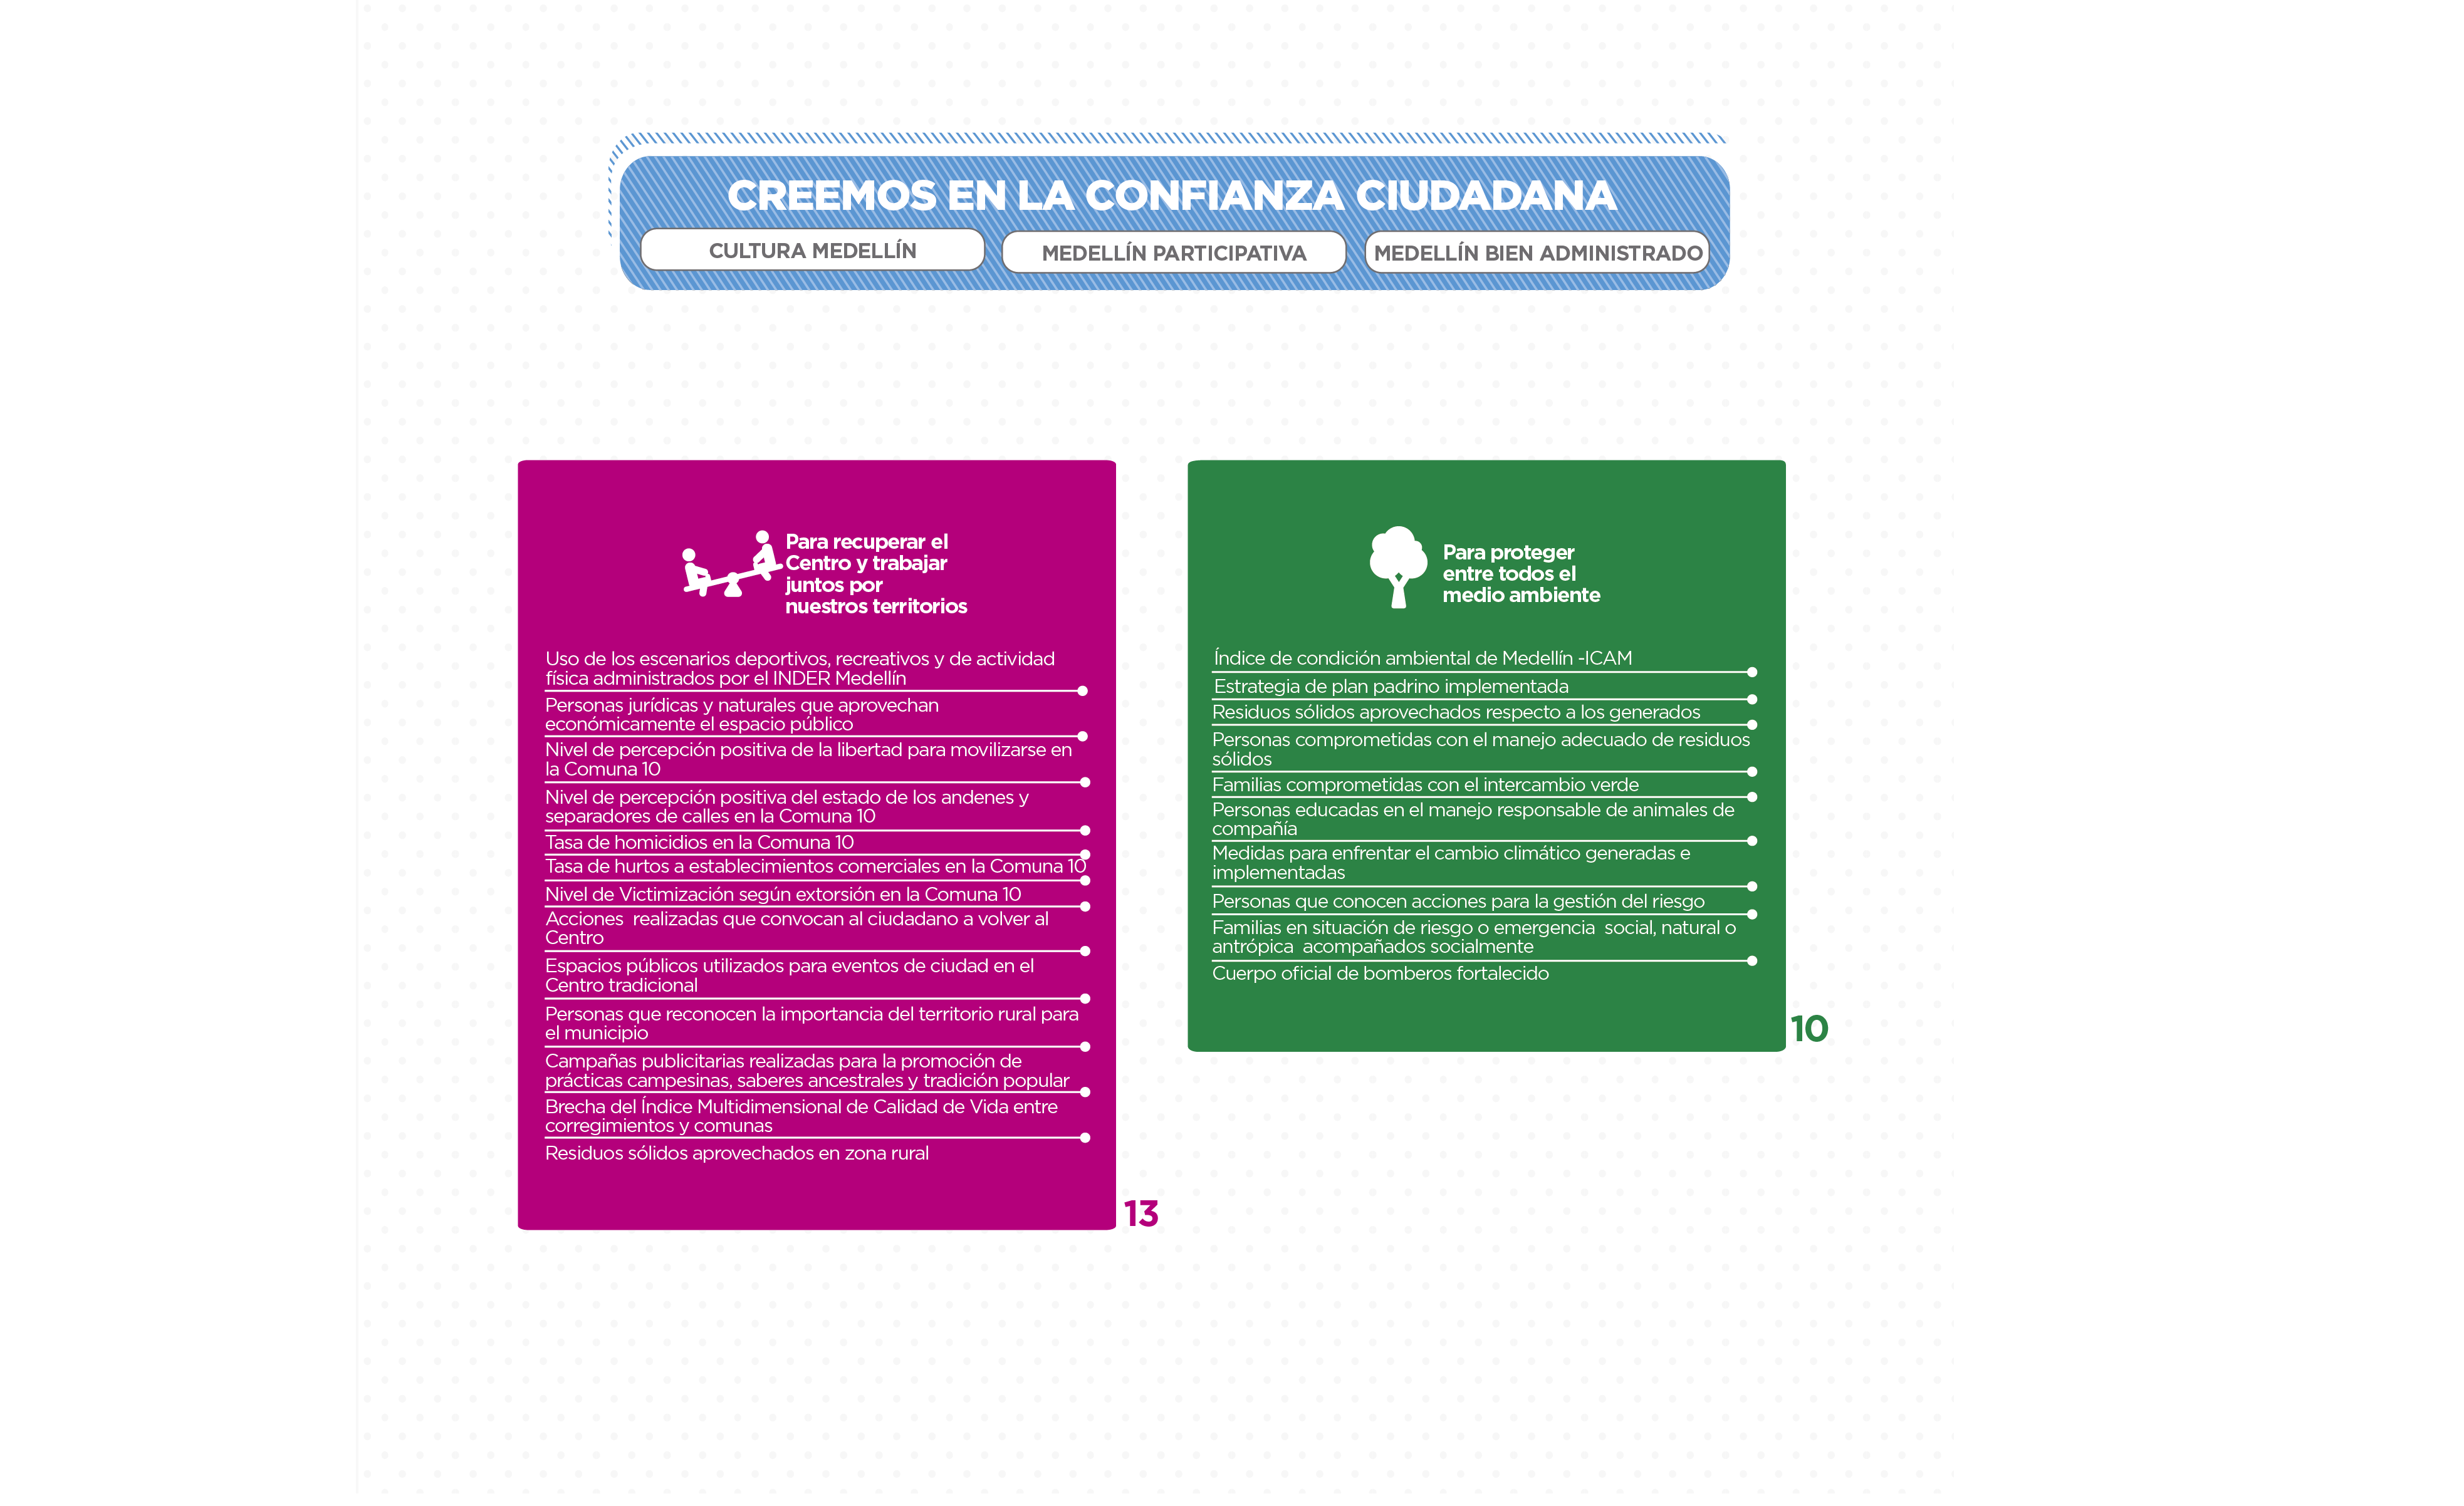 CREEMOS EN LA CONFIANZA CIUDADANA
CULTURA MEDELLÍN
MEDELLÍN PARTICIPATIVA
MEDELLÍN BIEN ADMINISTRADO
Para recuperar el
Centro y trabajar
juntos por
nuestros territorios
Uso de los escenarios deportivos, recreativos y de actividad
física administrados por el INDER Medellín
Personas jurídicas y naturales que aprovechan
económicamente el espacio público
Nivel de percepción positiva de la libertad para movilizarse en
la Comuna 10
Nivel de percepción positiva del estado de los andenes y
separadores de calles en la Comuna 10
Tasa de homicidios en la Comuna 10
Tasa de hurtos a establecimientos comerciales en la Comuna 10
Nivel de Victimización según extorsión en la Comuna 10
Acciones  realizadas que convocan al ciudadano a volver al
Centro
Espacios públicos utilizados para eventos de ciudad en el
Centro tradicional
Personas que reconocen la importancia del territorio rural para
el municipio
Campañas publicitarias realizadas para la promoción de
prácticas campesinas, saberes ancestrales y tradición popular
Brecha del Índice Multidimensional de Calidad de Vida entre
corregimientos y comunas
Residuos sólidos aprovechados en zona rural
13
Para proteger
entre todos el
medio ambiente
Índice de condición ambiental de Medellín -ICAM
Estrategia de plan padrino implementada
Residuos sólidos aprovechados respecto a los generados
Personas comprometidas con el manejo adecuado de residuos
sólidos
Familias comprometidas con el intercambio verde
Personas educadas en el manejo responsable de animales de
compañía
Medidas para enfrentar el cambio climático generadas e
implementadas
Personas que conocen acciones para la gestión del riesgo
Familias en situación de riesgo o emergencia  social, natural o
antrópica  acompañados socialmente
Cuerpo oficial de bomberos fortalecido
10